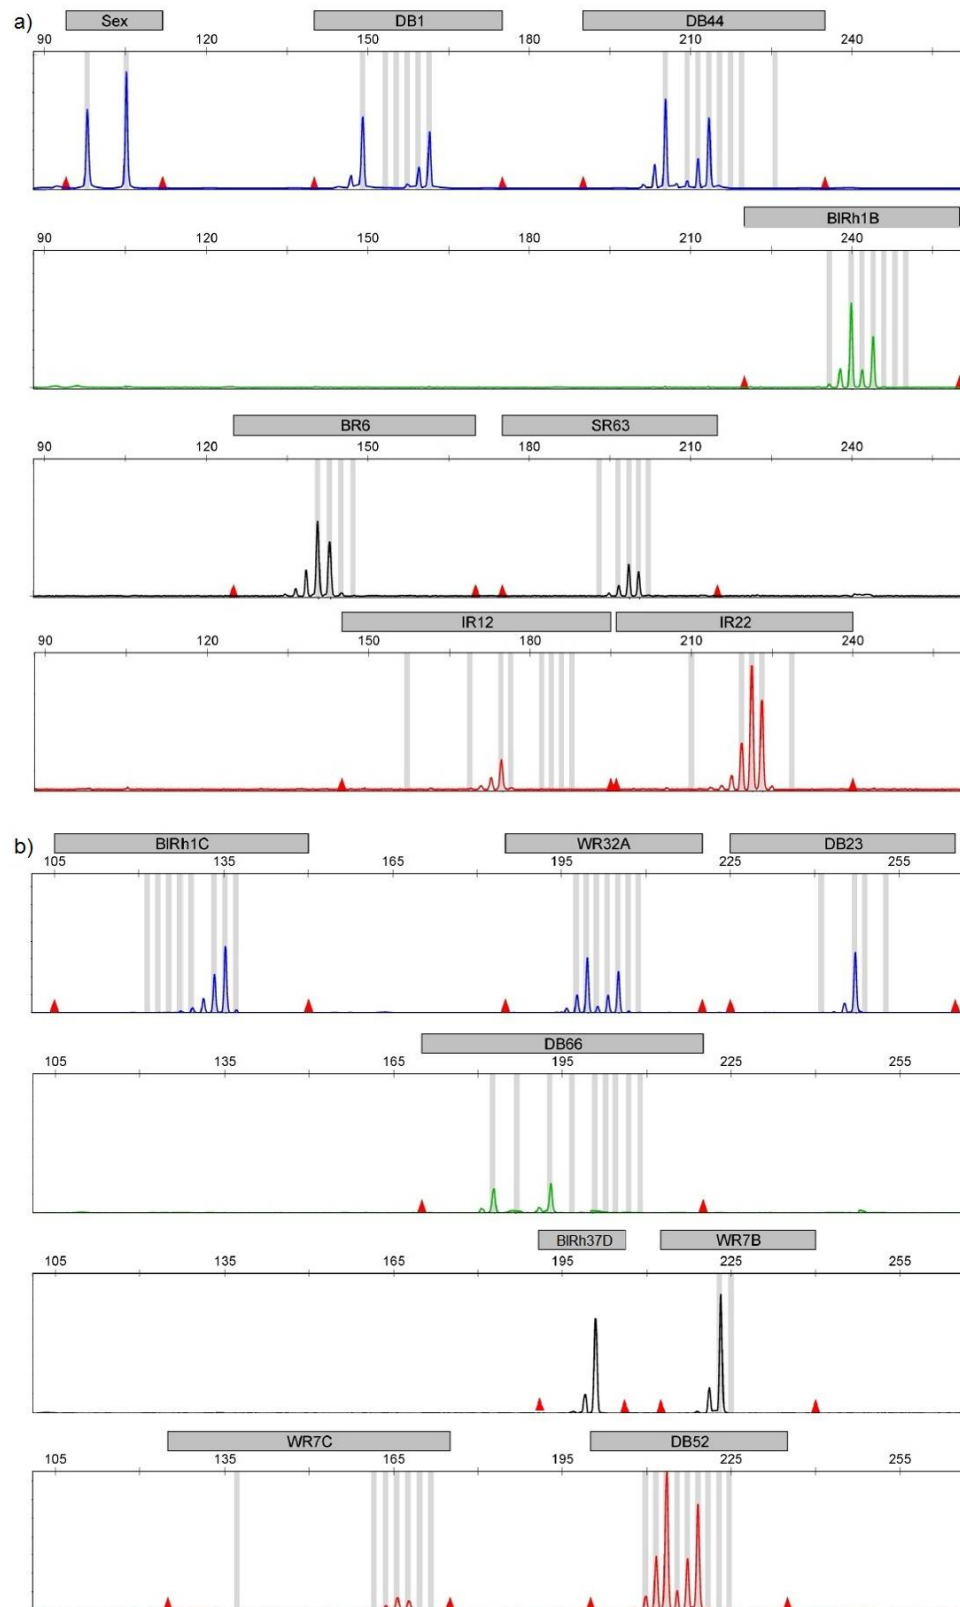 a) Sex DB1 DB44
90 120 150 180 210 240
BIRh1B
90 120 150 180 210 240
BR6 SR63
90 120 150 180 210 240
IR12 IR22
90 120 150 180 210 240
b) BIRh1C WR32A DB23
105 135 165 195 225 255
DB66
105 135 165 195 225 255
BIRh37D WR7B
105 135 165 195 225 255
WR7C DB52
105 135 165 195 225 255